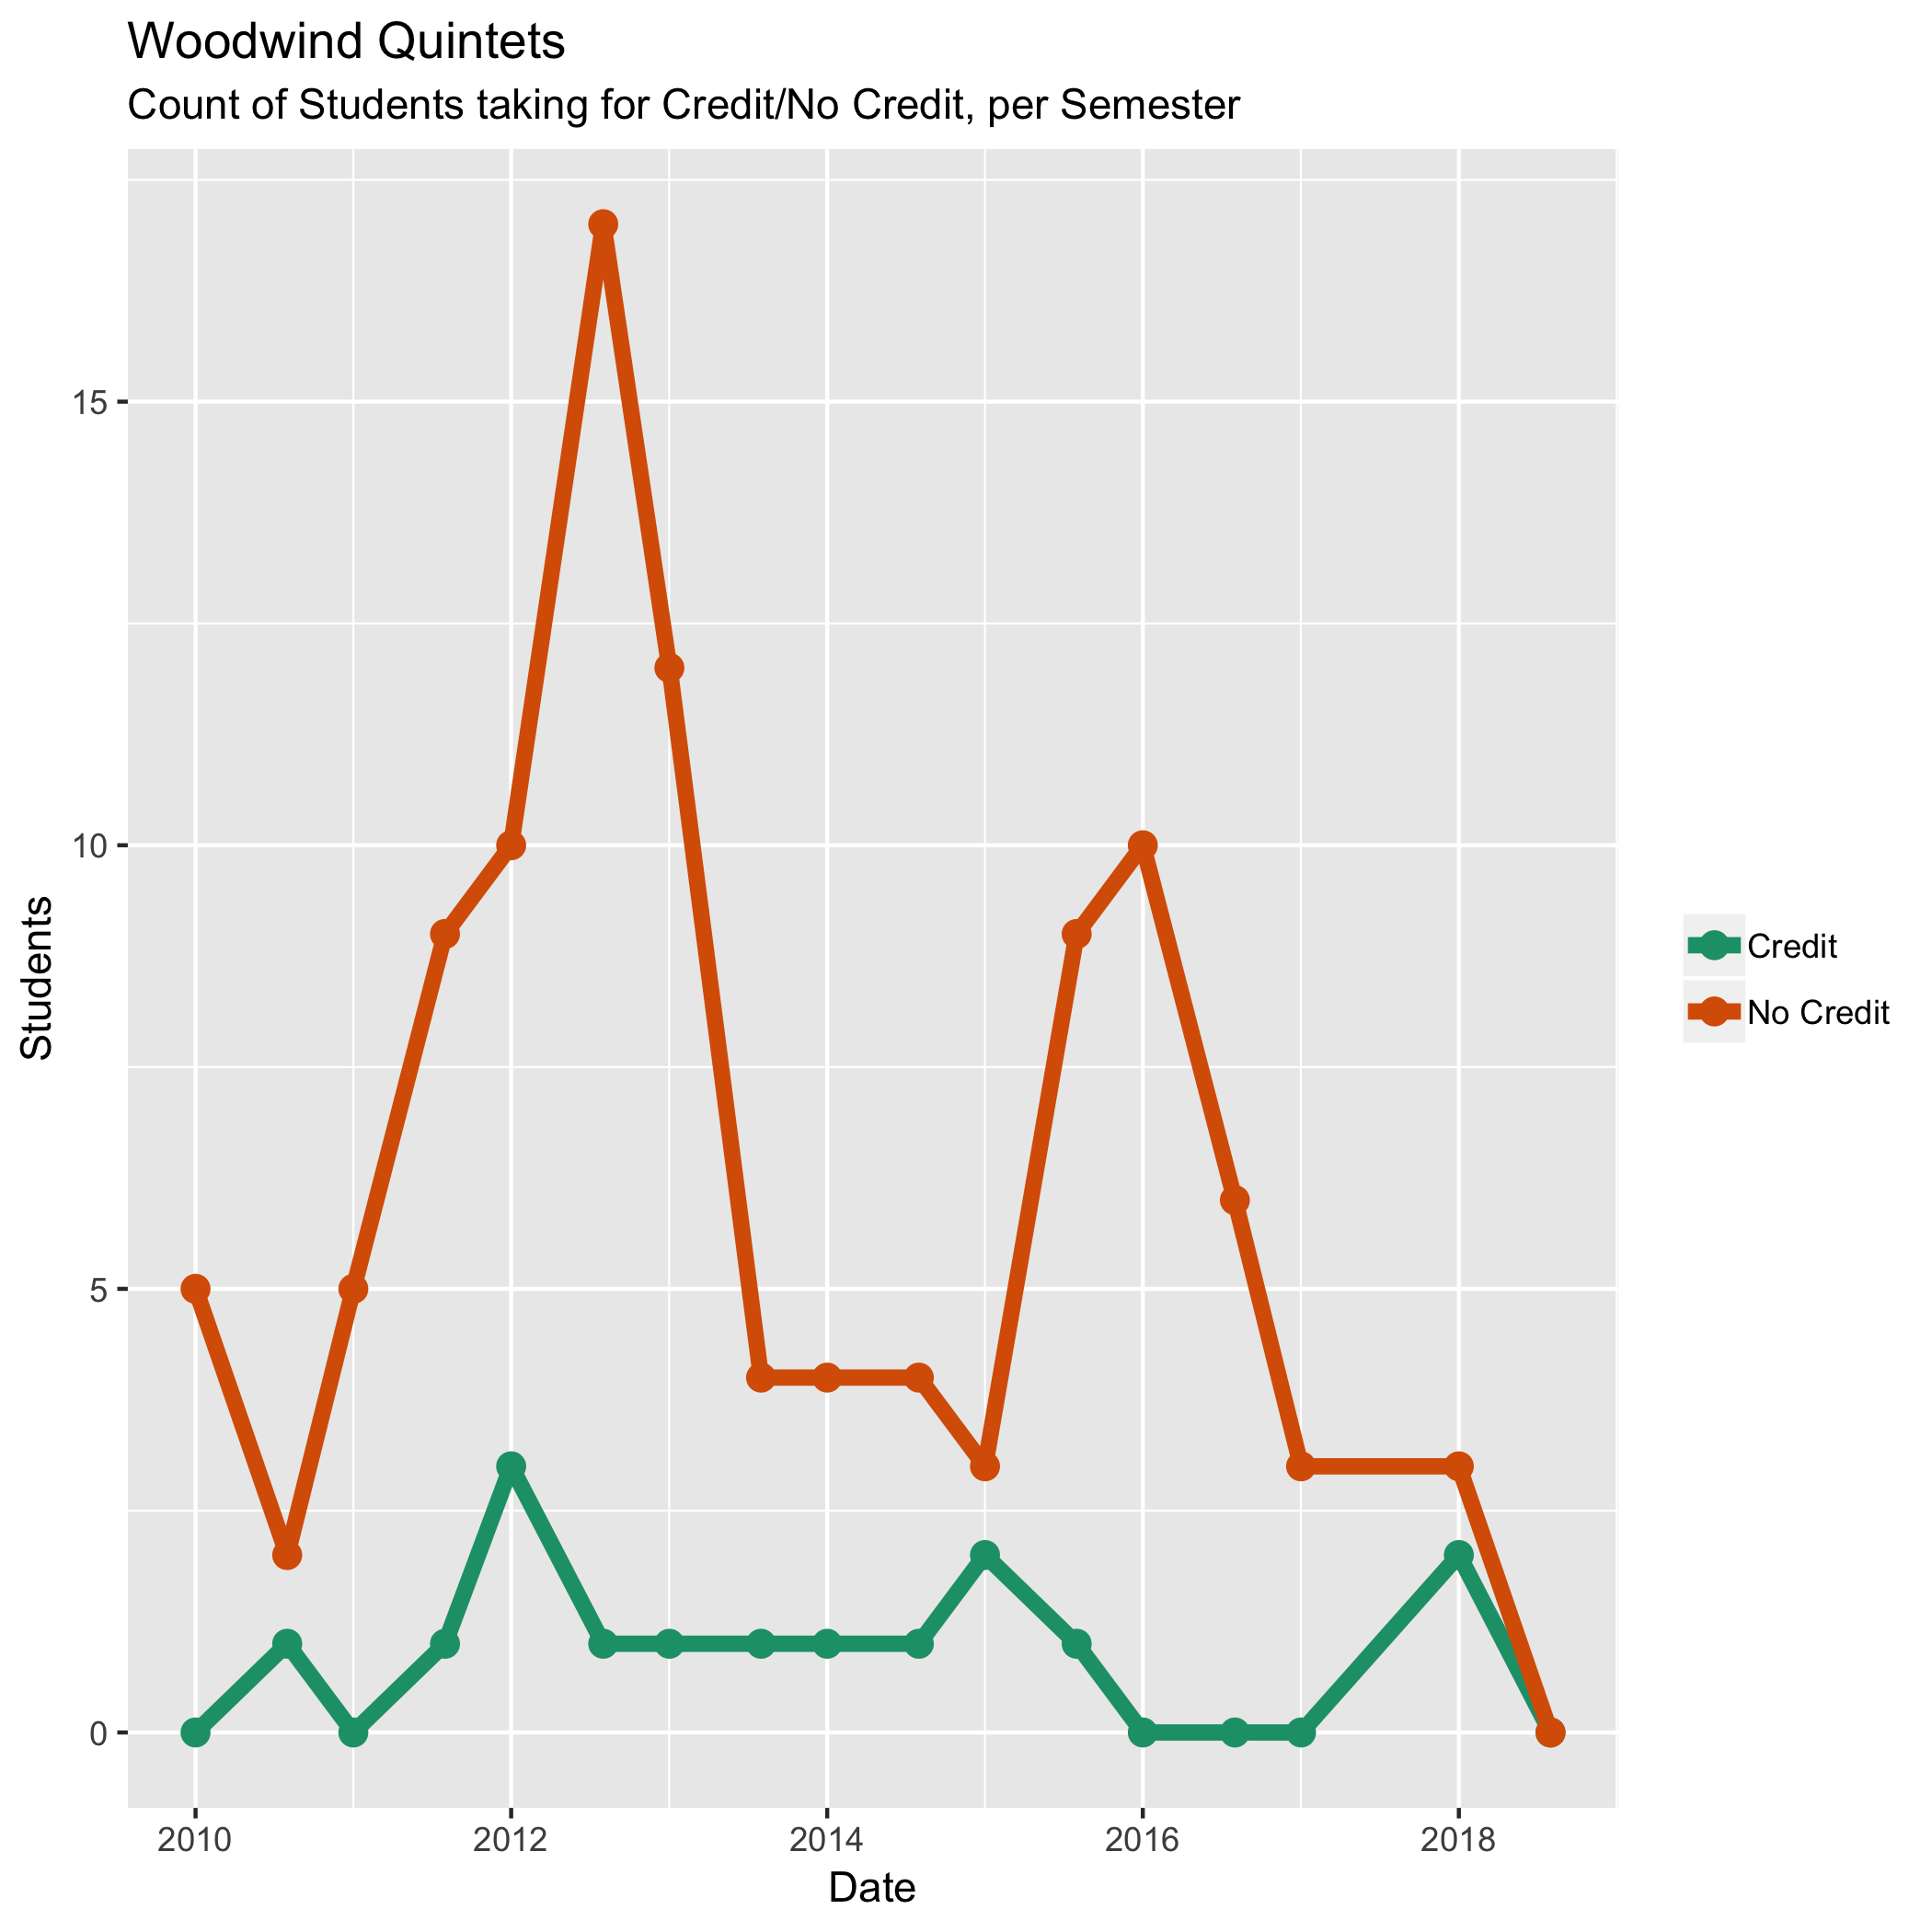 Woodwind Quintets
Count of Students taking for Credit/No Credit, per Semester
Students
15
10
5
0
2010
2012
2014
2016
2018
Date
Credit
No Credit